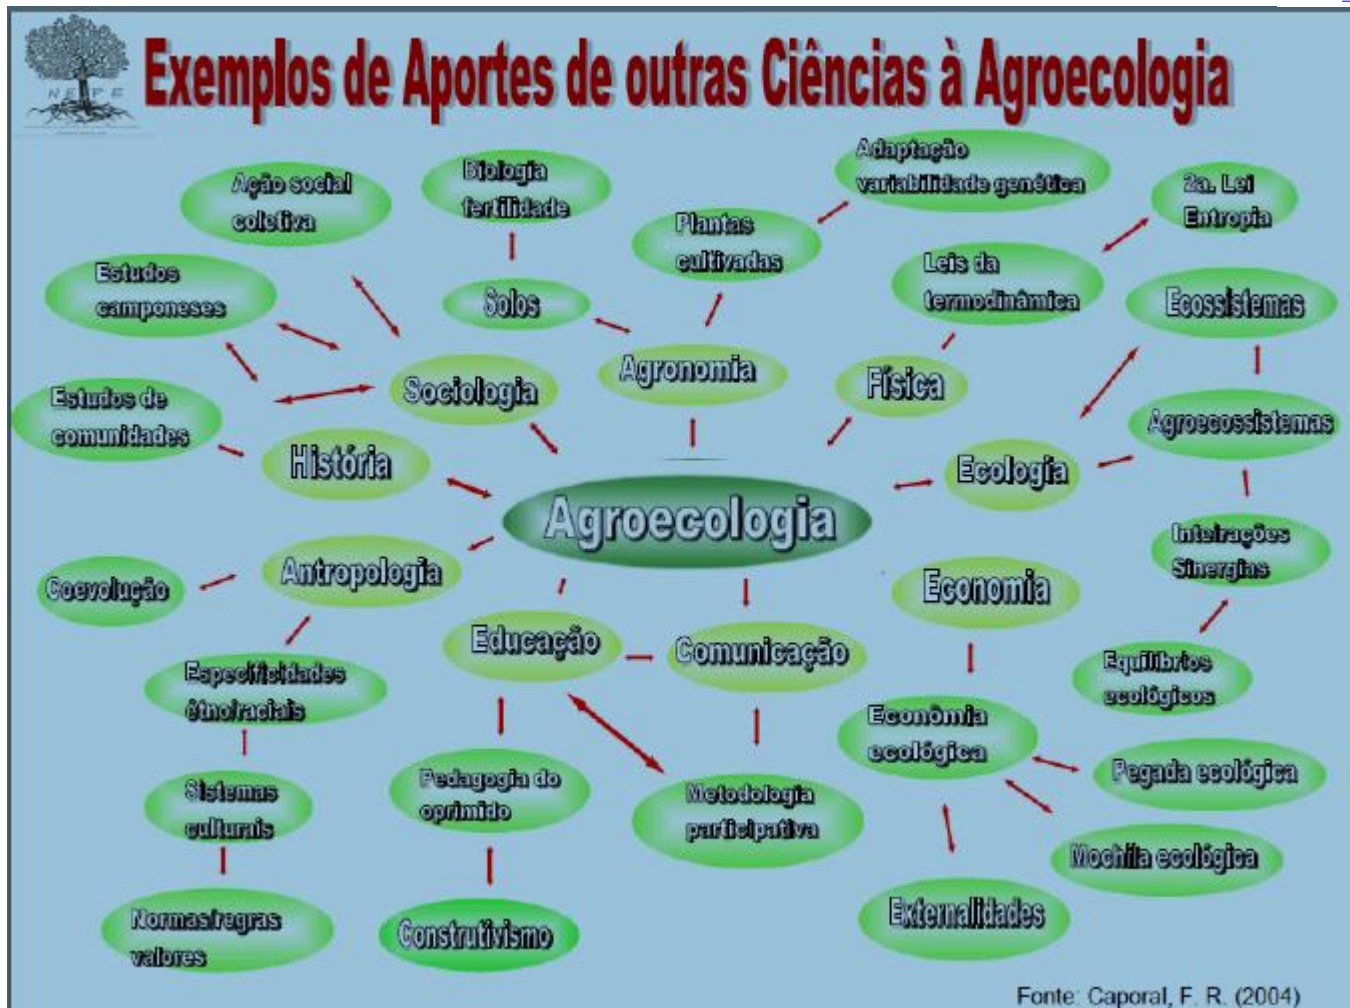 Exemplos de Aportes de outras Ciências à Agroecologia
NEPE
Ação social
coletiva
Biologia
fertilidade
Adaptação
variabilidade genética
2a. Lei
Entropia
Plantas
cultivadas
Estudos
camponeses
Solos
Leis da
termodinâmica
Ecossistemas
Sociologia
Agronomia
Física
Estudos de
comunidades
Agroecossistemas
História
Ecologia
Agroecologia
Inteirações
Sinergias
Coevolução
Antropologia
Economia
Educação
Comunicação
Especificidades
étno/raciais
Equilibrios
ecológicos
Econômia
ecológica
Sistemas
culturais
Pedagogia do
oprimido
Metodologia
participativa
Pegada ecológica
Mochila ecológica
Normas/regras
valores
Construtivismo
Externalidades
Fonte: Caporal, F. R. (2004)